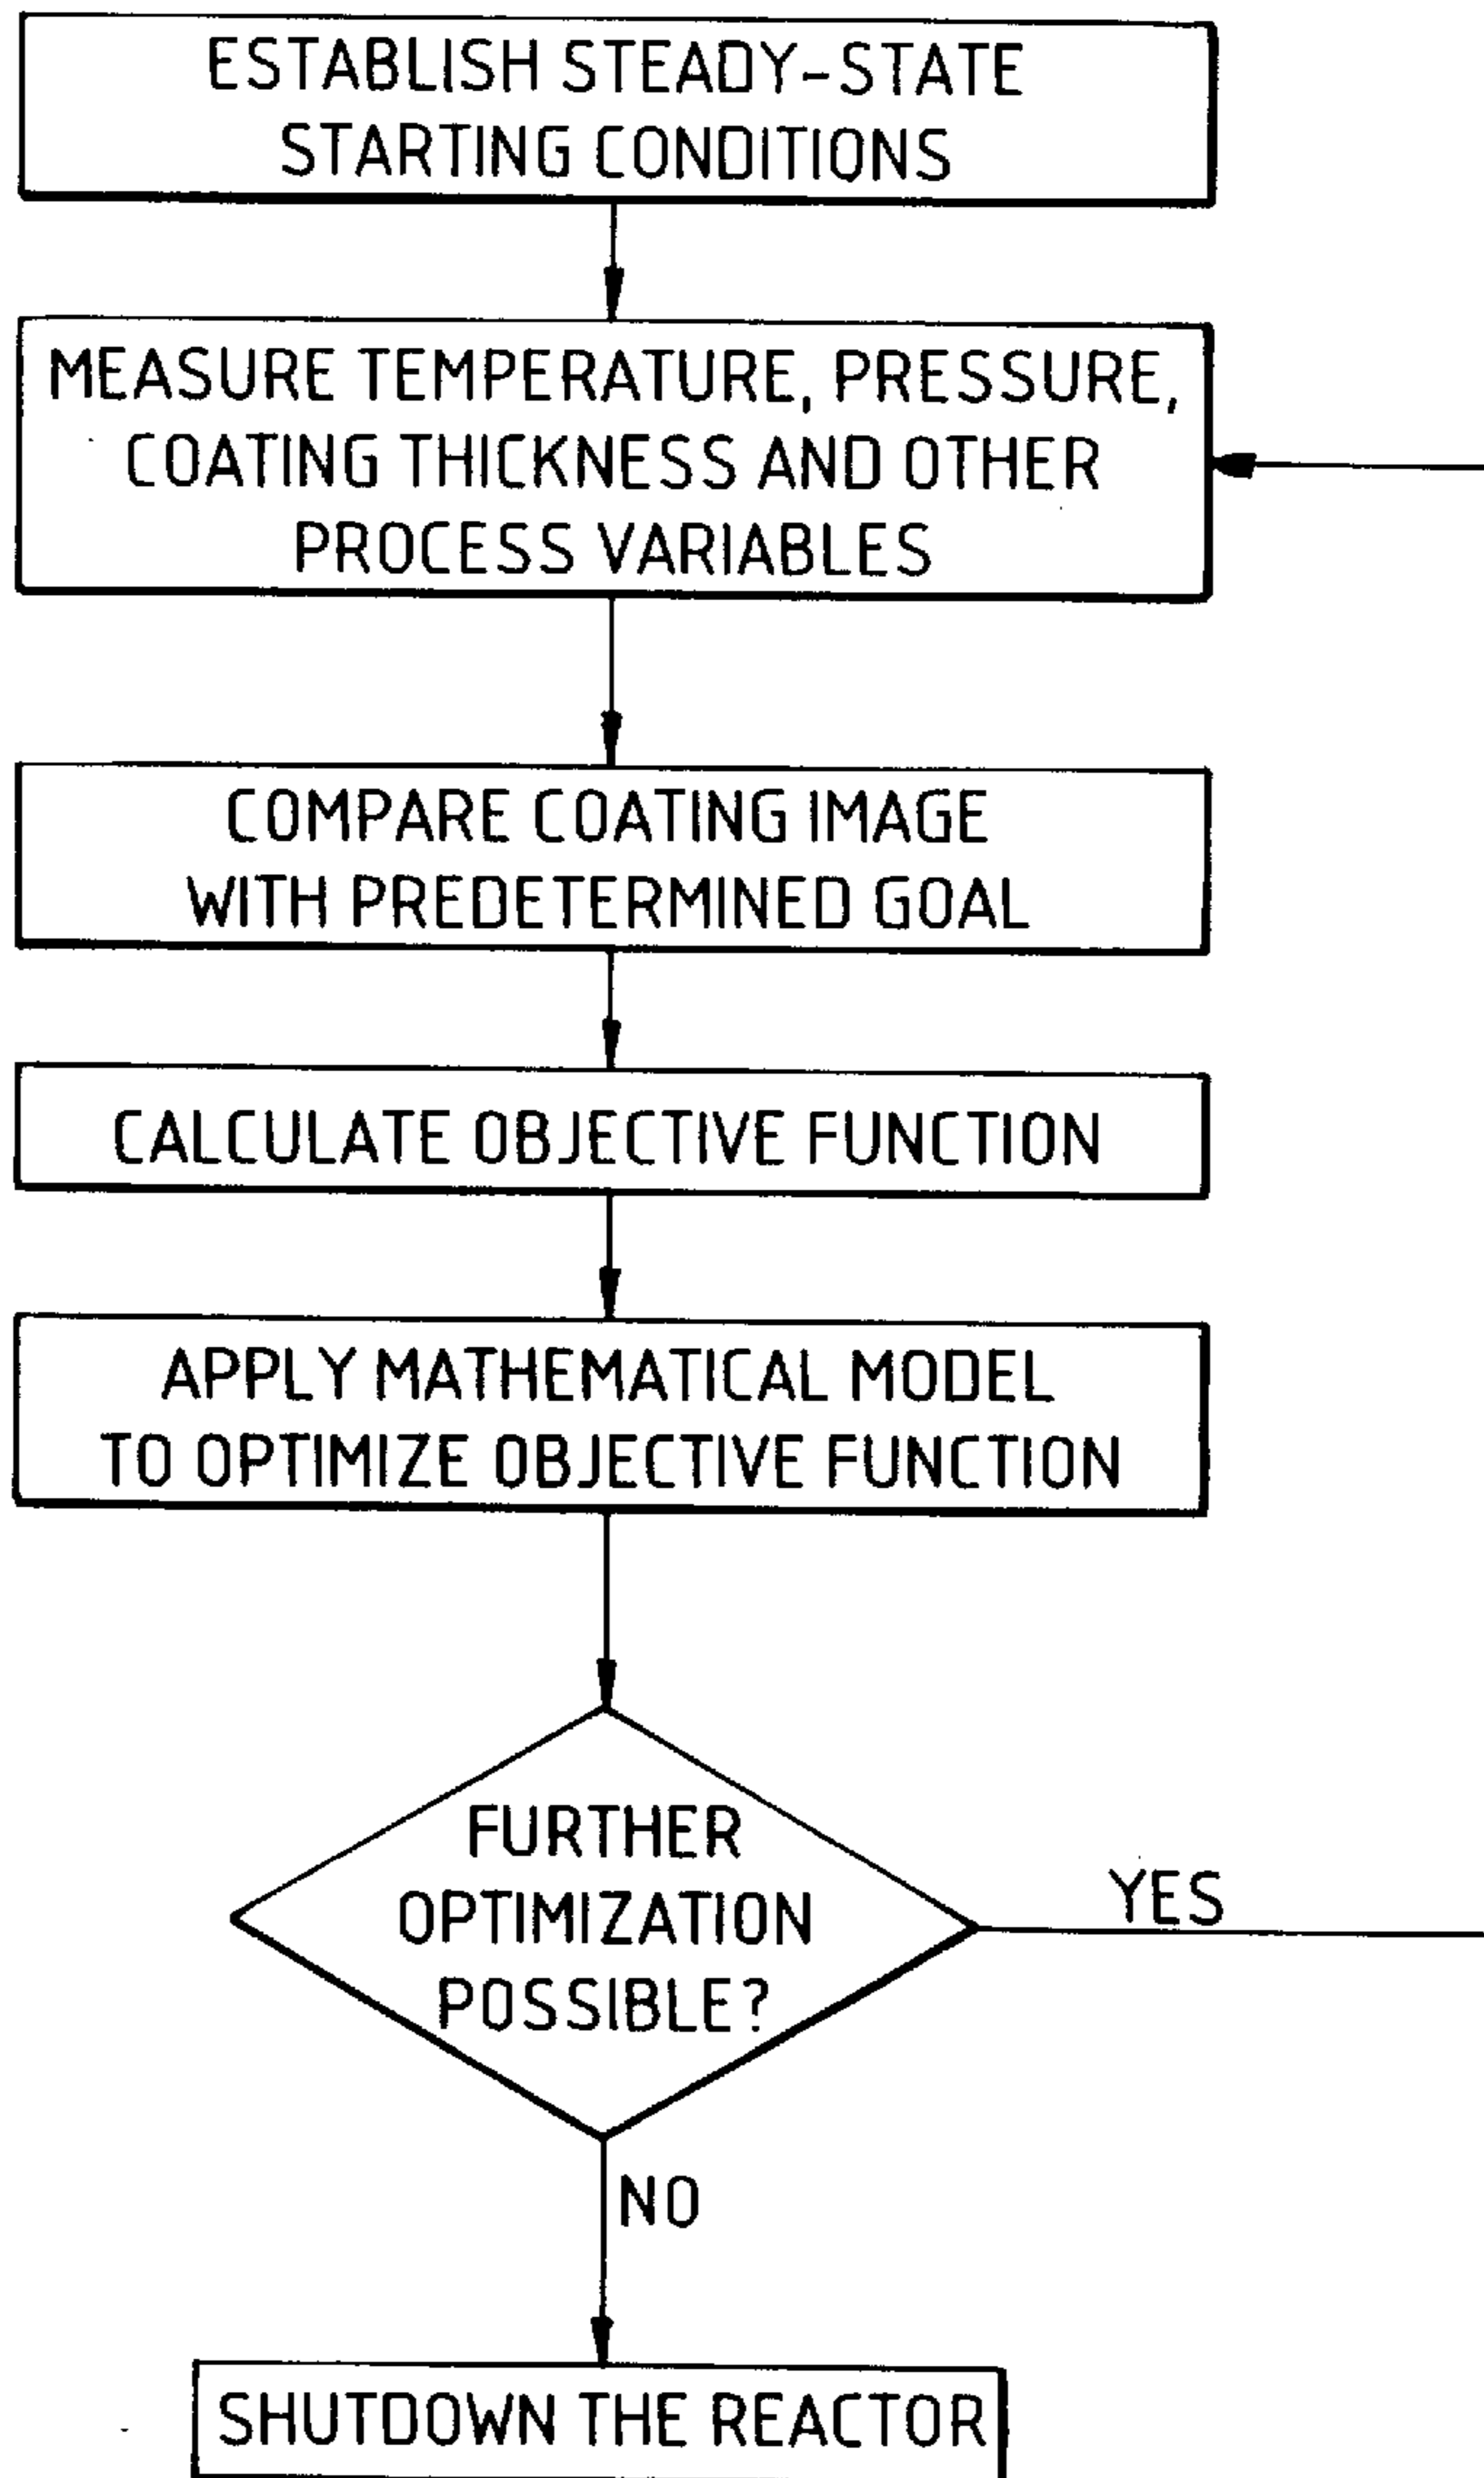 ESTABLISH STEADY-STATE
STARTING CONDITIONS
MEASURE TEMPERATURE, PRESSURE,
COATING THICKNESS AND OTHER
PROCESS VARIABLES
COMPARE COATING IMAGE
WITH PREDETERMINED GOAL
CALCULATE OBJECTIVE FUNCTION
APPLY MATHEMATICAL MODEL
TO OPTIMIZE OBJECTIVE FUNCTION
FURTHER
OPTIMIZATION
POSSIBLE?
YES
NO
SHUTDOWN THE REACTOR